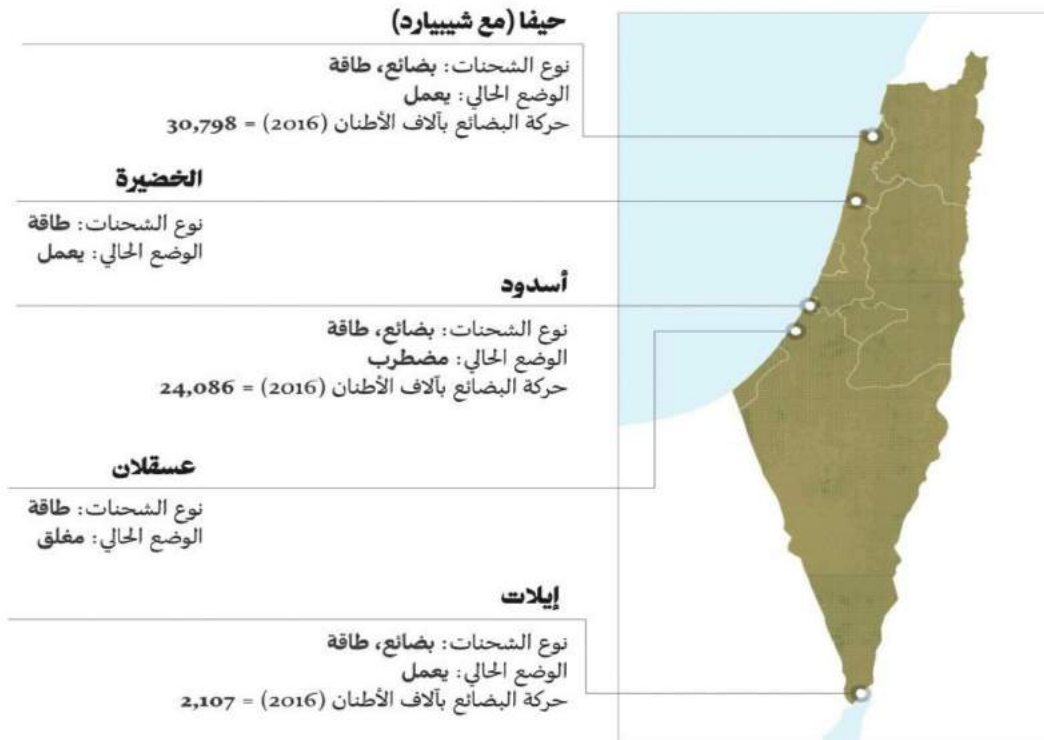 حيفا (مع شيبيارد)
نوع الشحنات: بضائع، طاقة
الوضع الحالي: يعمل
حركة البضائع بآلاف الأطنان (2016) = 30,798
الخضيرة
نوع الشحنات: طاقة
الوضع الحالي: يعمل
أسدود
نوع الشحنات: بضائع، طاقة
الوضع الحالي: مضطرب
حركة البضائع بآلاف الأطنان (2016) = 24,086
عسقلان
نوع الشحنات: طاقة
الوضع الحالي: مغلق
إيلات
نوع الشحنات: بضائع، طاقة
الوضع الحالي: يعمل
حركة البضائع بآلاف الأطنان (2016) = 2,107